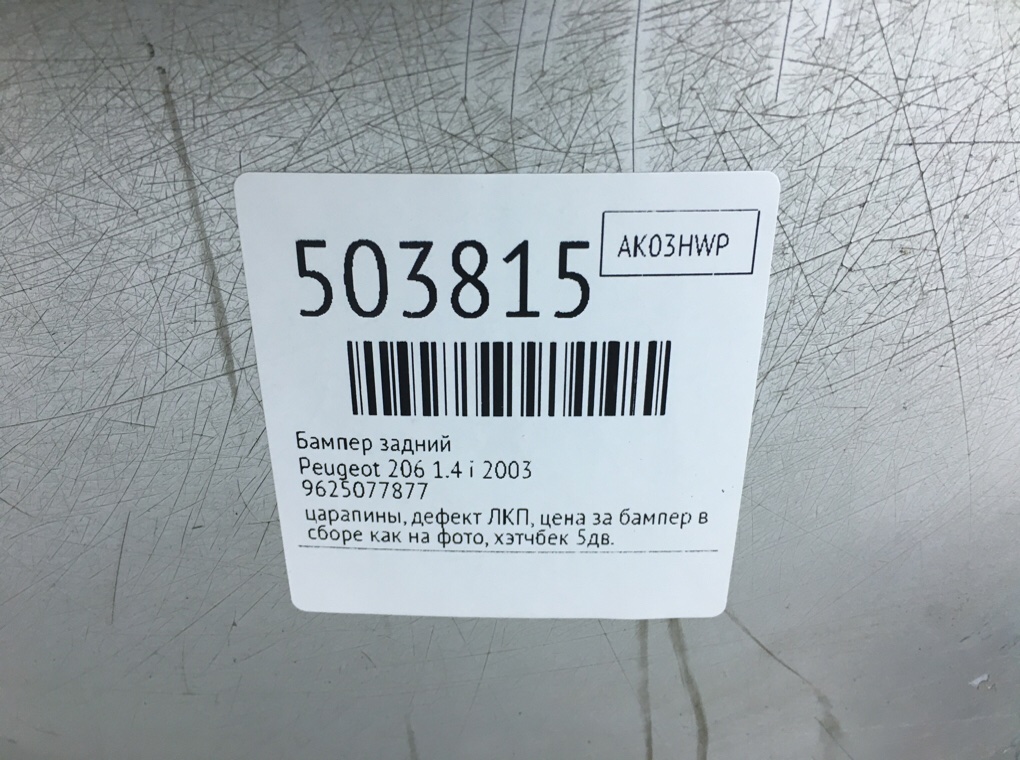 503815
AK03HWP
Бампер задний
Peugeot 206 1.4 i 2003
9625077877
царапины, дефект ЛКП, цена за бампер в
сборе как на фото, хэтчбек 5дв.